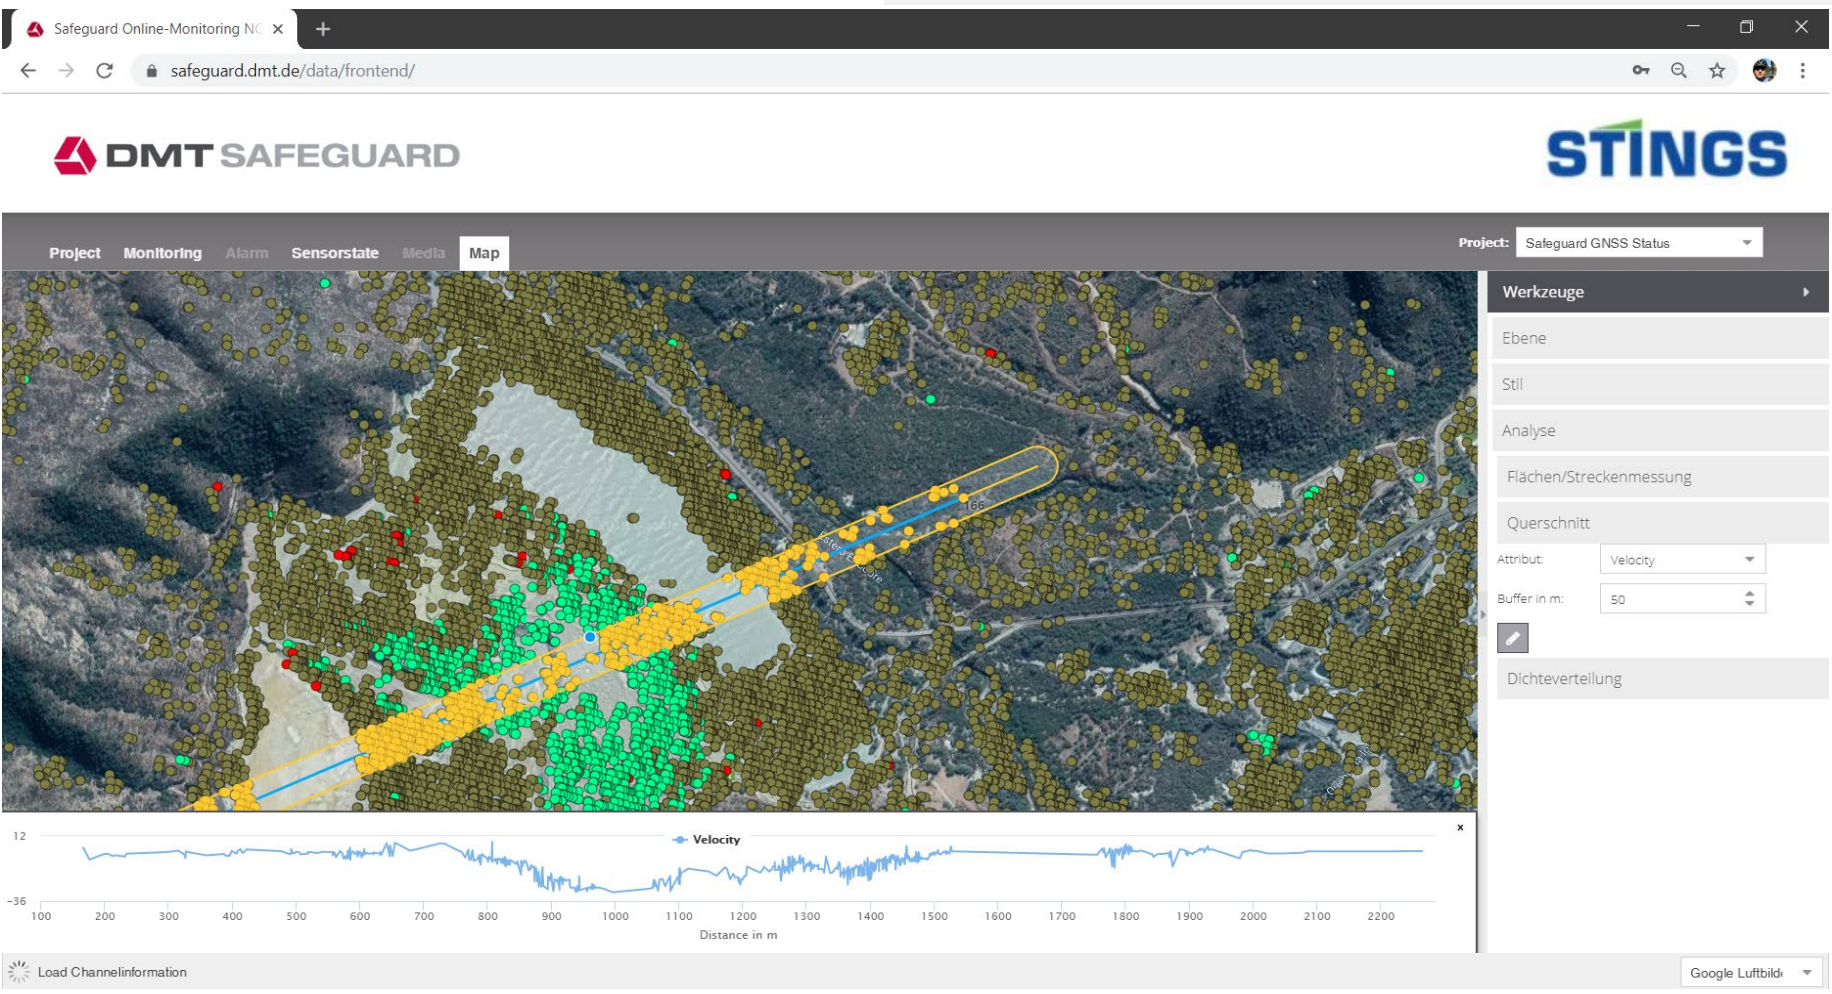 Safeguard Online-Monitoring NG
safeguard.dmt.de/data/frontend/
DMT SAFEGUARD
STINGS
Project Monitoring Alarm Sensorstate Media Map
Project: Safeguard GNSS Status
Werkzeuge
Ebene
Stil
Analyse
Flächen/Streckenmessung
Querschnitt
Attribut: Velocity
Buffer in m: 50
Dichteverteilung
166
Velocity
x
12
-36
100 200 300 400 500 600 700 800 900 1000 1100 1200 1300 1400 1500 1600 1700 1800 1900 2000 2100 2200
Distance in m
Load Channelinformation
Google Luftbild